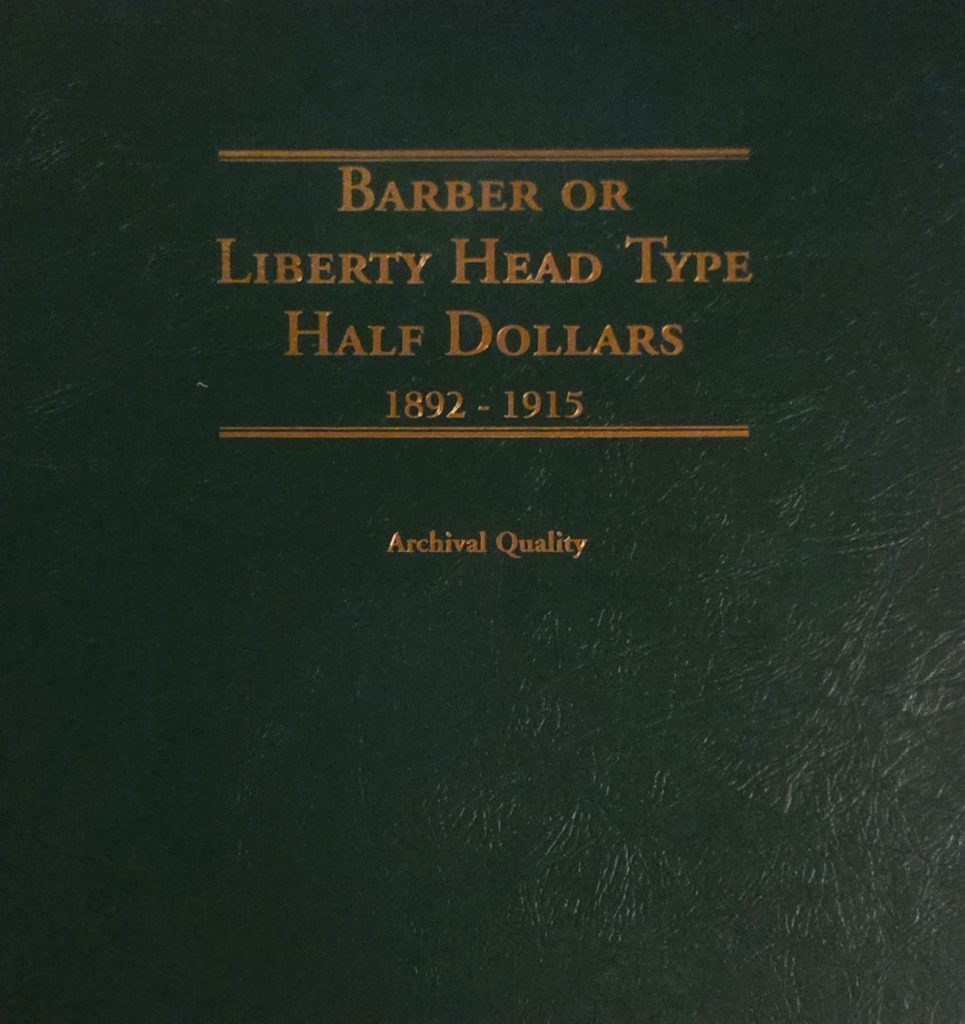 Barber or
Liberty Head Type
Half Dollars
1892 - 1915
Archival Quality